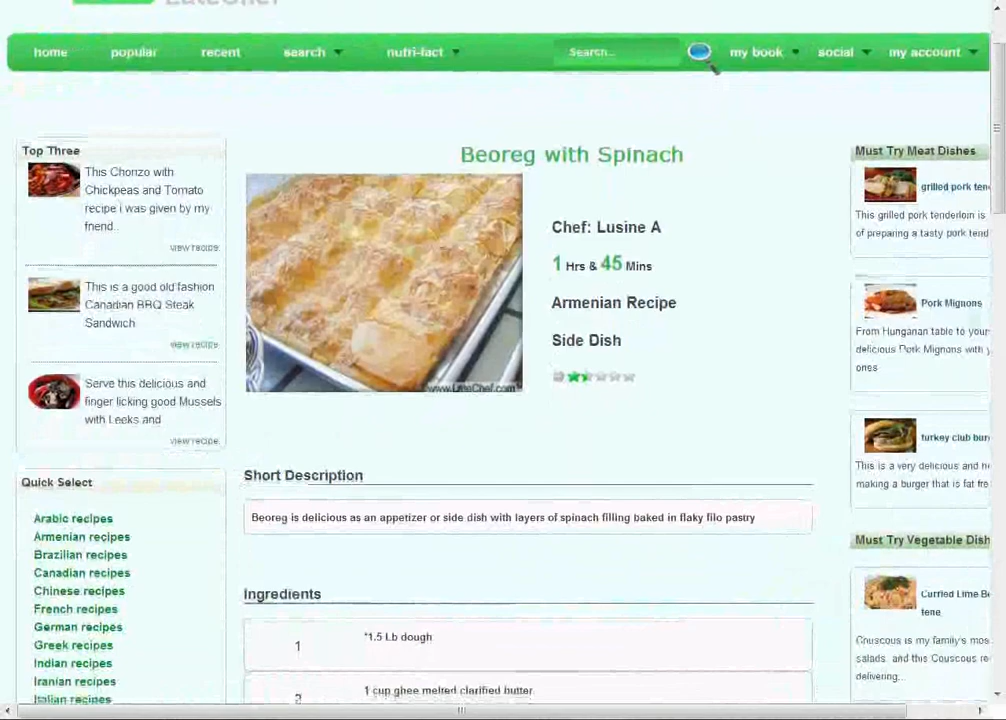 LuteChef
home popular recent search nutri-fact Search... my book social my account
Top Three
This Chorizo with
Chickpeas and Tomato
recipe i was given by my
friend..
view recipe.
This is a good old fashion
Canadian BBQ Steak
Sandwich
view recipe.
Serve this delicious and
finger licking good Mussels
with Leeks and
view recipe.
Quick Select
Arabic recipes
Armenian recipes
Brazilian recipes
Canadian recipes
Chinese recipes
French recipes
German recipes
Greek recipes
Indian recipes
Iranian recipes
Italian recipes
Beoreg with Spinach
www.LuteChef.com
Chef: Lusine A
1 Hrs & 45 Mins
Armenian Recipe
Side Dish
Short Description
Beoreg is delicious as an appetizer or side dish with layers of spinach filling baked in flaky filo pastry
Ingredients
1 *1.5 Lb dough
2 1 cup ghee melted clarified butter
Must Try Meat Dishes
grilled pork ten
This grilled pork tenderloin is
of preparing a tasty pork tend
Pork Mignons
From Hungarian table to your
delicious Pork Mignons with y
ones
turkey club bur
This is a very delicious and he
making a burger that is fat fre
Must Try Vegetable Dish
Curried Lime Be
tene
Couscous is my family's mos
salads, and this Couscous re
delivering...